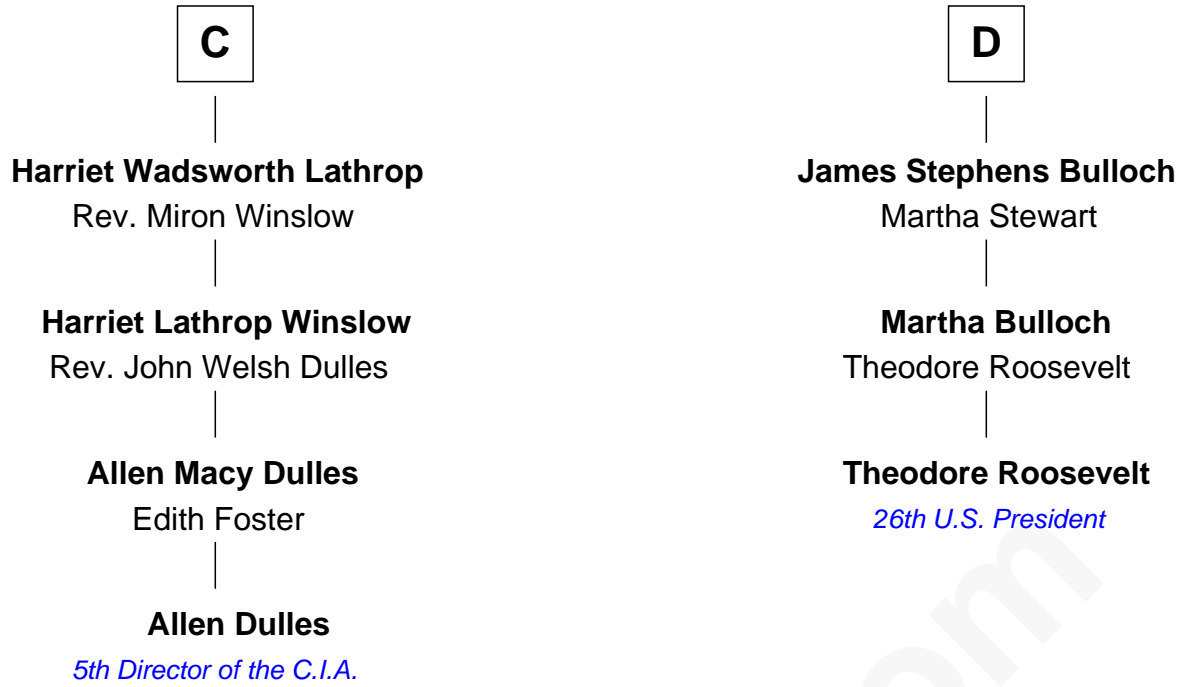 C
Harriet Wadsworth Lathrop
Rev. Miron Winslow
Harriet Lathrop Winslow
Rev. John Welsh Dulles
Allen Macy Dulles
Edith Foster
Allen Dulles
5th Director of the C.I.A.
D
James Stephens Bulloch
Martha Stewart
Martha Bulloch
Theodore Roosevelt
Theodore Roosevelt
26th U.S. President